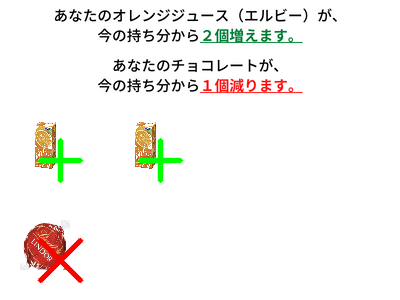 あなたのオレンジジュース（エルビー）が、
今の持ち分から２個増えます。
あなたのチョコレートが、
今の持ち分から１個減ります。
LINDOR